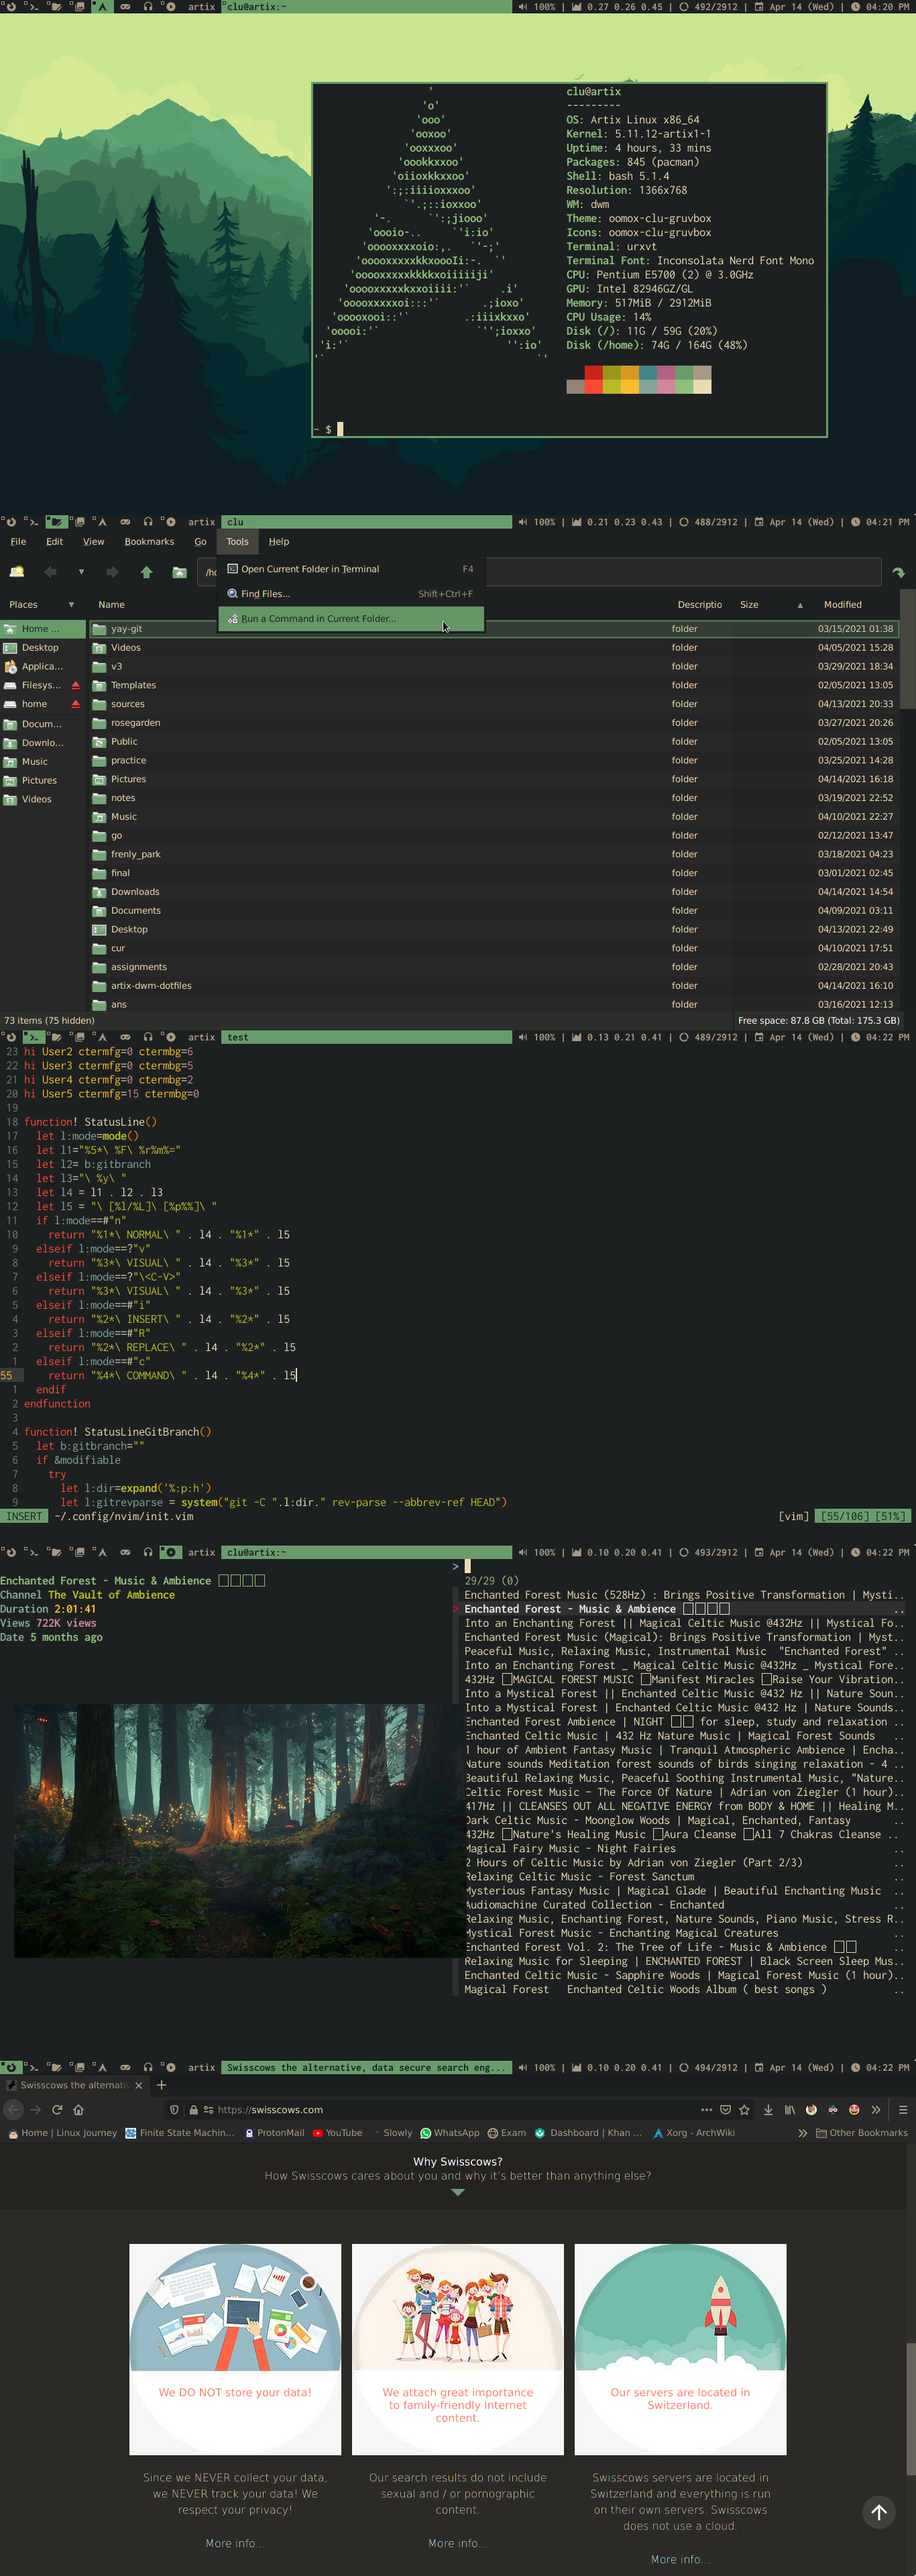 artix clu@artix:~ 100% | 0.27 0.26 0.45 | 492/2912 | Apr 14 (Wed) | 04:20 PM
clu@artix
---------
OS: Artix Linux x86_64
Kernel: 5.11.12-artix1-1
Uptime: 4 hours, 33 mins
Packages: 845 (pacman)
Shell: bash 5.1.4
Resolution: 1366x768
WM: dwm
Theme: oomox-clu-gruvbox
Icons: oomox-clu-gruvbox
Terminal: urxvt
Terminal Font: Inconsolata Nerd Font Mono
CPU: Pentium E5700 (2) @ 3.0GHz
GPU: Intel 82946GZ/GL
Memory: 517MiB / 2912MiB
CPU Usage: 14%
Disk (/): 11G / 59G (20%)
Disk (/home): 74G / 164G (48%)
~ $
artix clu 100% | 0.21 0.23 0.43 | 488/2912 | Apr 14 (Wed) | 04:21 PM
File Edit View Bookmarks Go Tools Help
Open Current Folder in Terminal F4
/hc
Find Files... Shift+Ctrl+F
Run a Command in Current Folder...
Places Name Descriptio Size Modified
Home ... yay-git folder 03/15/2021 01:38
Desktop Videos folder 04/05/2021 15:28
Applica... v3 folder 03/29/2021 18:34
Filesys... Templates folder 02/05/2021 13:05
home sources folder 04/13/2021 20:33
Docum... rosegarden folder 03/27/2021 20:26
Downlo... Public folder 02/05/2021 13:05
Music practice folder 03/25/2021 14:28
Pictures Pictures folder 04/14/2021 16:18
Videos notes folder 03/19/2021 22:52
Music folder 04/10/2021 22:27
go folder 02/12/2021 13:47
frenly_park folder 03/18/2021 04:23
final folder 03/01/2021 02:45
Downloads folder 04/14/2021 14:54
Documents folder 04/09/2021 03:11
Desktop folder 04/13/2021 22:49
cur folder 04/10/2021 17:51
assignments folder 02/28/2021 20:43
artix-dwm-dotfiles folder 04/14/2021 16:10
ans folder 03/16/2021 12:13
73 items (75 hidden) Free space: 87.8 GB (Total: 175.3 GB)
artix test 100% | 0.13 0.21 0.41 | 489/2912 | Apr 14 (Wed) | 04:22 PM
23 hi User2 ctermfg=0 ctermbg=6
22 hi User3 ctermfg=0 ctermbg=5
21 hi User4 ctermfg=0 ctermbg=2
20 hi User5 ctermfg=15 ctermbg=0
19
18 function! StatusLine()
17 let l:mode=mode()
16 let l1="%5*\ %F\ %r%m%="
15 let l2= b:gitbranch
14 let l3="\ %y\ "
13 let l4 = l1 . l2 . l3
12 let l5 = "\ [%l/%L]\ [%p%%]\ "
11 if l:mode==#"n"
10 return "%1*\ NORMAL\ " . l4 . "%1*" . l5
9 elseif l:mode==?"v"
8 return "%3*\ VISUAL\ " . l4 . "%3*" . l5
7 elseif l:mode==?"\<C-V>"
6 return "%3*\ VISUAL\ " . l4 . "%3*" . l5
5 elseif l:mode==#"i"
4 return "%2*\ INSERT\ " . l4 . "%2*" . l5
3 elseif l:mode==#"R"
2 return "%2*\ REPLACE\ " . l4 . "%2*" . l5
1 elseif l:mode==#"c"
55 return "%4*\ COMMAND\ " . l4 . "%4*" . l5
1 endif
2 endfunction
3
4 function! StatusLineGitBranch()
5 let b:gitbranch=""
6 if &modifiable
7 try
8 let l:dir=expand('%:p:h')
9 let l:gitrevparse = system("git -C ".l:dir." rev-parse --abbrev-ref HEAD")
INSERT ~/.config/nvim/init.vim [vim] [55/106] [51%]
artix clu@artix:~ 100% | 0.10 0.20 0.41 | 493/2912 | Apr 14 (Wed) | 04:22 PM
Enchanted Forest - Music & Ambience
Channel The Vault of Ambience
Duration 2:01:41
Views 722K views
Date 5 months ago
>
29/29 (0)
Enchanted Forest Music (528Hz) : Brings Positive Transformation | Mysti..
> Enchanted Forest - Music & Ambience ..
Into an Enchanting Forest || Magical Celtic Music @432Hz || Mystical Fo..
Enchanted Forest Music (Magical): Brings Positive Transformation | Myst..
Peaceful Music, Relaxing Music, Instrumental Music "Enchanted Forest" ..
Into an Enchanting Forest _ Magical Celtic Music @432Hz _ Mystical Fore..
432Hz MAGICAL FOREST MUSIC Manifest Miracles Raise Your Vibration..
Into a Mystical Forest || Enchanted Celtic Music @432 Hz || Nature Soun..
Into a Mystical Forest | Enchanted Celtic Music @432 Hz | Nature Sounds..
Enchanted Forest Ambience | NIGHT for sleep, study and relaxation ..
Enchanted Celtic Music | 432 Hz Nature Music | Magical Forest Sounds ..
1 hour of Ambient Fantasy Music | Tranquil Atmospheric Ambience | Encha..
Nature sounds Meditation forest sounds of birds singing relaxation - 4 ..
Beautiful Relaxing Music, Peaceful Soothing Instrumental Music, "Nature..
Celtic Forest Music - The Force Of Nature | Adrian von Ziegler (1 hour)..
417Hz || CLEANSES OUT ALL NEGATIVE ENERGY from BODY & HOME || Healing M..
Dark Celtic Music - Moonglow Woods | Magical, Enchanted, Fantasy ..
432Hz Nature's Healing Music Aura Cleanse All 7 Chakras Cleanse ..
Magical Fairy Music - Night Fairies ..
2 Hours of Celtic Music by Adrian von Ziegler (Part 2/3) ..
Relaxing Celtic Music - Forest Sanctum ..
Mysterious Fantasy Music | Magical Glade | Beautiful Enchanting Music ..
Audiomachine Curated Collection - Enchanted ..
Relaxing Music, Enchanting Forest, Nature Sounds, Piano Music, Stress R..
Mystical Forest Music - Enchanting Magical Creatures ..
Enchanted Forest Vol. 2: The Tree of Life - Music & Ambience ..
Relaxing Music for Sleeping | ENCHANTED FOREST | Black Screen Sleep Mus..
Enchanted Celtic Music - Sapphire Woods | Magical Forest Music (1 hour)..
Magical Forest Enchanted Celtic Woods Album ( best songs ) ..
artix Swisscows the alternative, data secure search eng... 100% | 0.10 0.20 0.41 | 494/2912 | Apr 14 (Wed) | 04:22 PM
Swisscows the alternati
https://swisscows.com
Home | Linux Journey Finite State Machin... ProtonMail YouTube Slowly WhatsApp Exam Dashboard | Khan ... Xorg - ArchWiki Other Bookmarks
Why Swisscows?
How Swisscows cares about you and why it's better than anything else?
We DO NOT store your data!
We attach great importance
to family-friendly Internet
content.
Our servers are located in
Switzerland.
Since we NEVER collect your data,
we NEVER track your data! We
respect your privacy!
More info...
Our search results do not include
sexual and / or pornographic
content.
More info...
Swisscows servers are located in
Switzerland and everything is run
on their own servers. Swisscows
does not use a cloud.
More info...